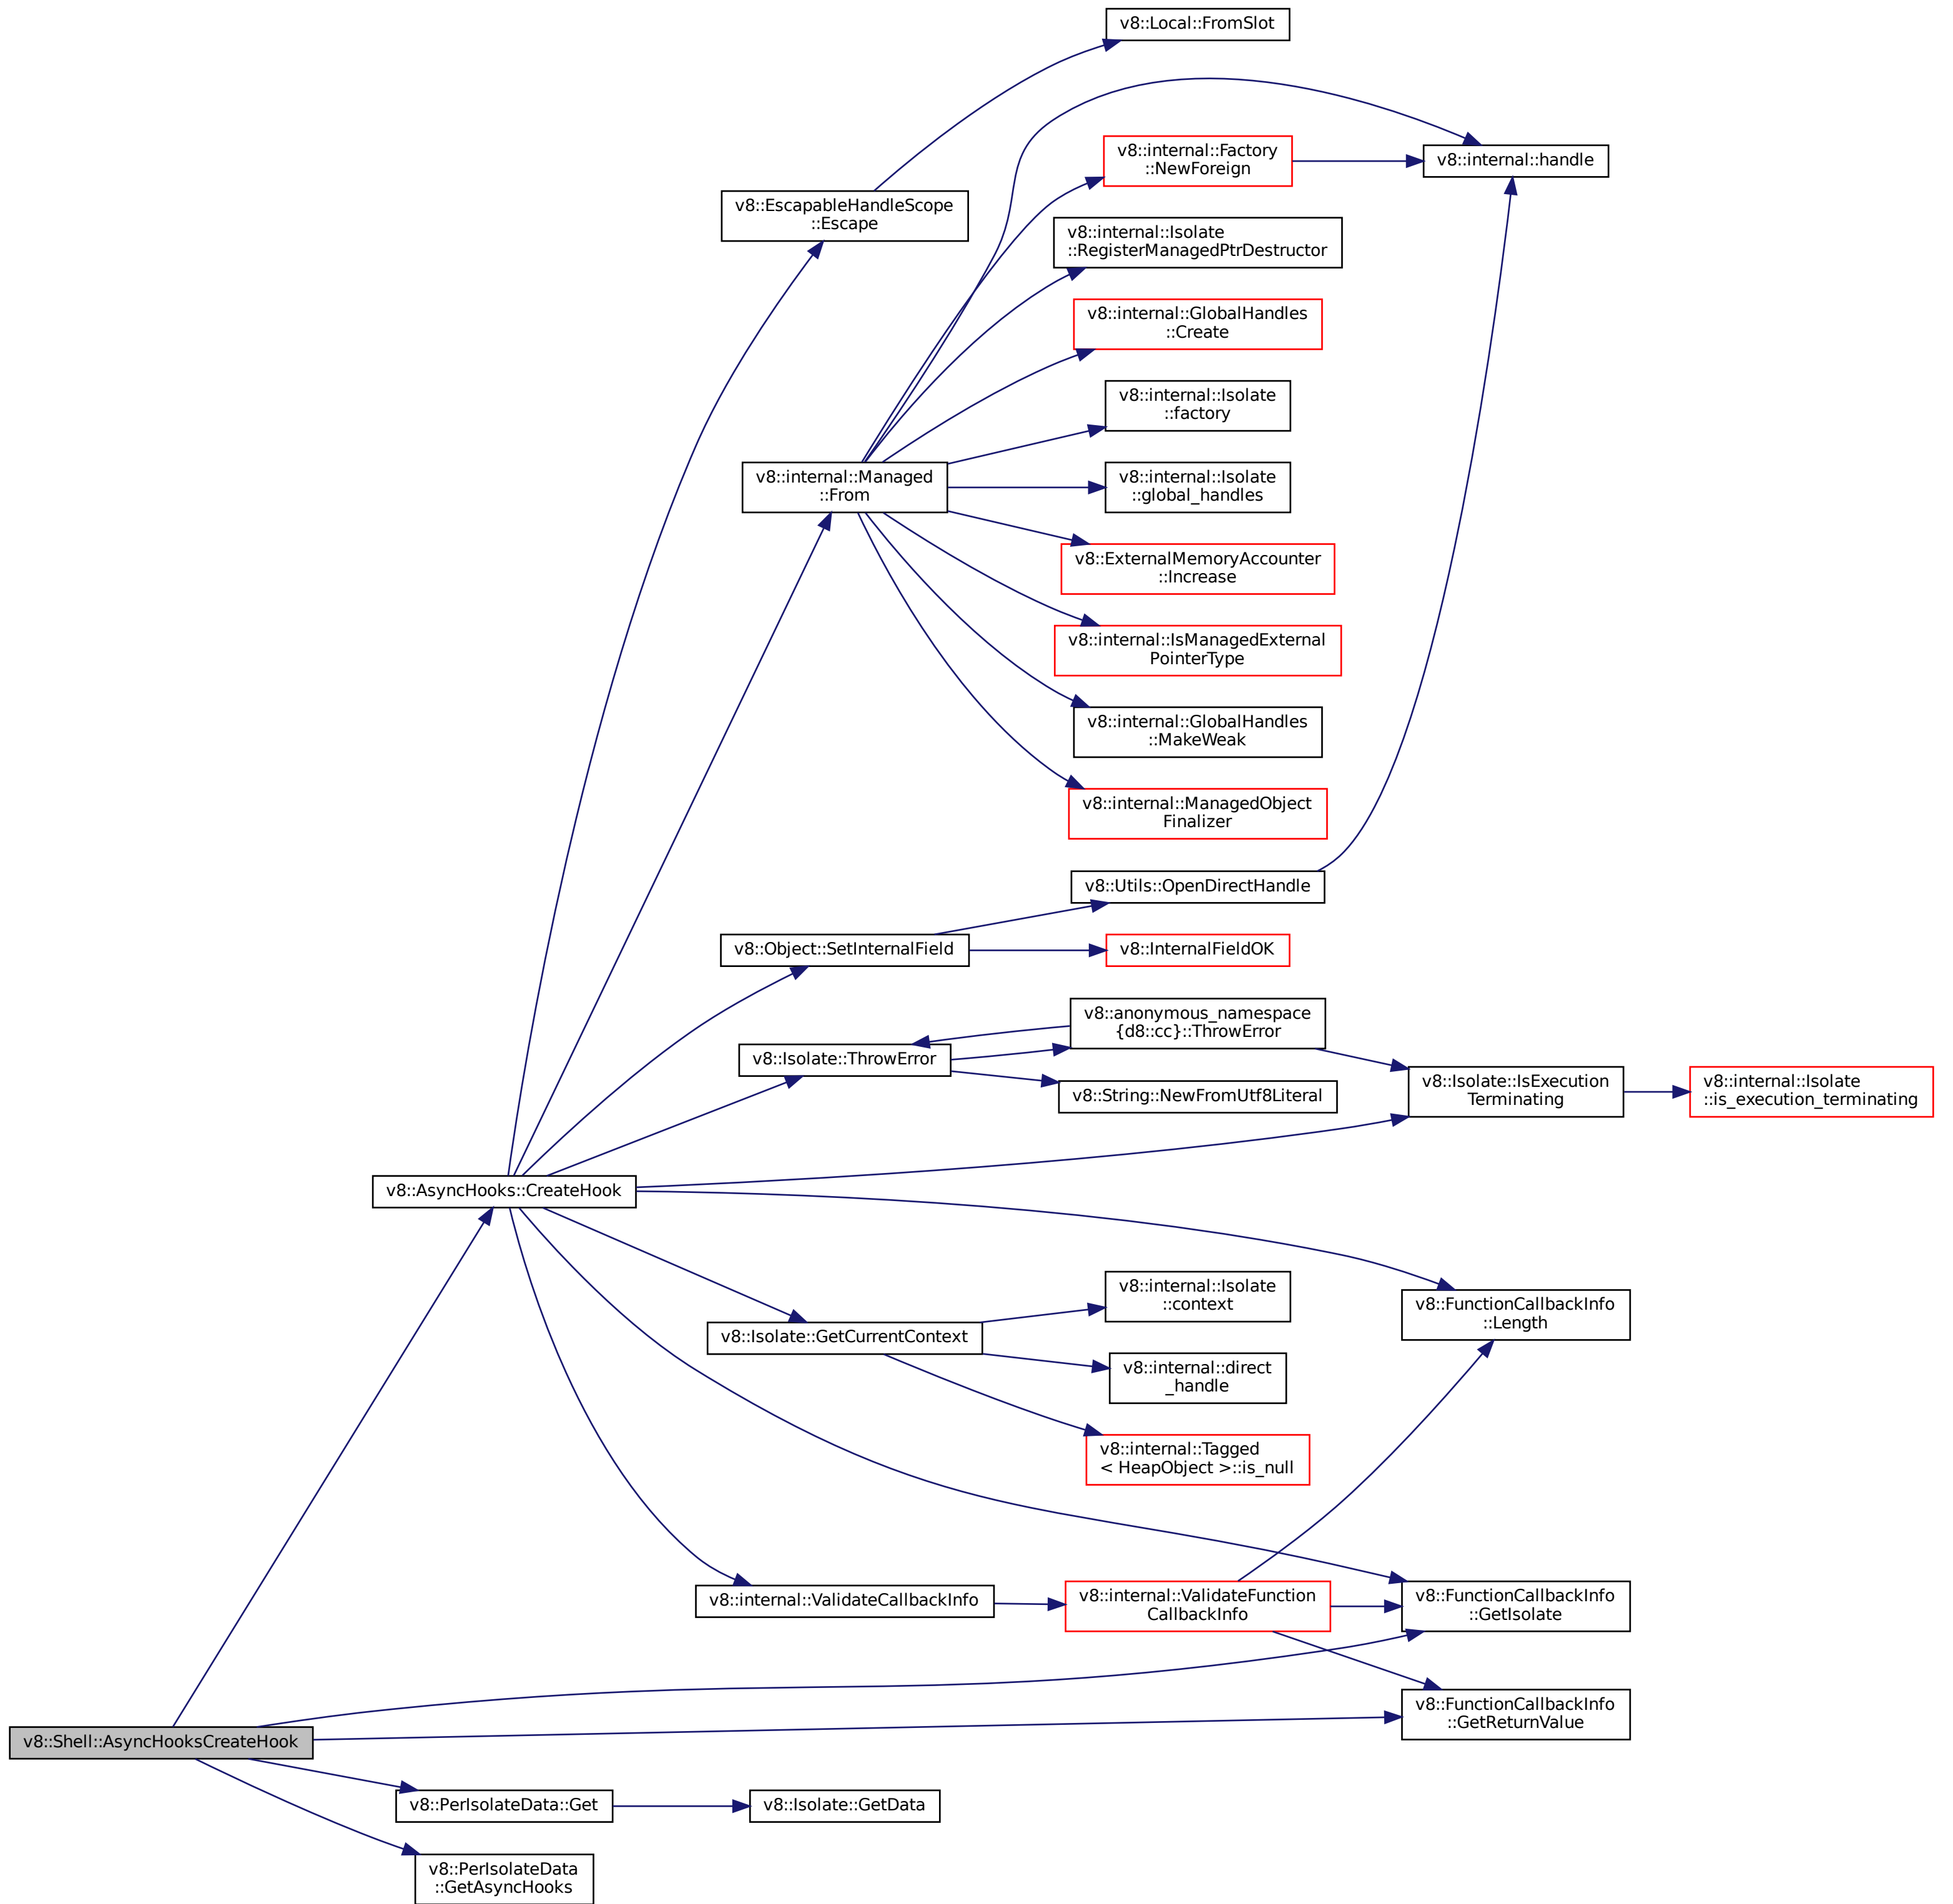 v8::Local::FromSlot
v8::internal::Factory
::NewForeign
v8::internal::handle
v8::EscapableHandleScope
::Escape
v8::internal::Isolate
::RegisterManagedPtrDestructor
v8::internal::GlobalHandles
::Create
v8::internal::Isolate
::factory
v8::internal::Managed
::From
v8::internal::Isolate
::global_handles
v8::ExternalMemoryAccounter
::Increase
v8::internal::IsManagedExternal
PointerType
v8::internal::GlobalHandles
::MakeWeak
v8::internal::ManagedObject
Finalizer
v8::Utils::OpenDirectHandle
v8::Object::SetInternalField
v8::InternalFieldOK
v8::anonymous_namespace
{d8::cc}::ThrowError
v8::Isolate::ThrowError
v8::String::NewFromUtf8Literal
v8::Isolate::IsExecution
Terminating
v8::internal::Isolate
::is_execution_terminating
v8::AsyncHooks::CreateHook
v8::internal::Isolate
::context
v8::FunctionCallbackInfo
::Length
v8::Isolate::GetCurrentContext
v8::internal::direct
_handle
v8::internal::Tagged
< HeapObject >::is_null
v8::internal::ValidateCallbackInfo
v8::internal::ValidateFunction
CallbackInfo
v8::FunctionCallbackInfo
::GetIsolate
v8::FunctionCallbackInfo
::GetReturnValue
v8::Shell::AsyncHooksCreateHook
v8::PerIsolateData::Get
v8::Isolate::GetData
v8::PerIsolateData
::GetAsyncHooks